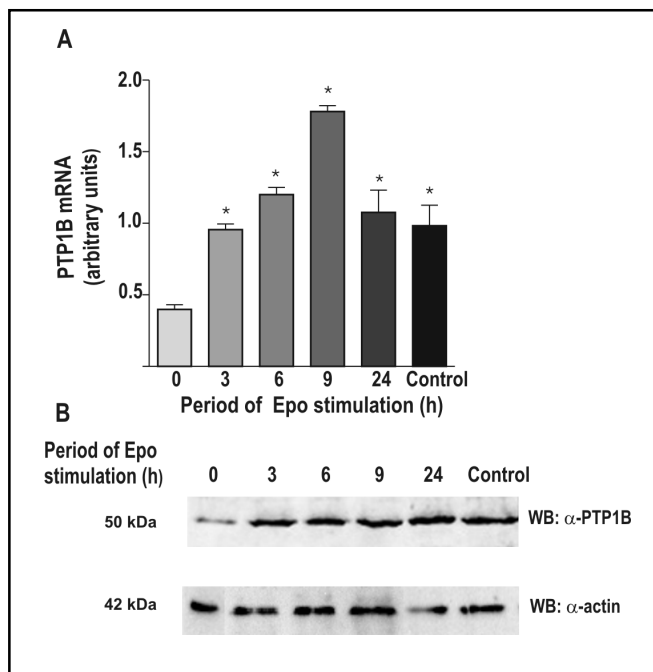 A
PTP1B mRNA
(arbitrary units)
2.0
1.5
1.0
0.5
* * * * *
0 3 6 9 24 Control
Period of Epo stimulation (h)
B
Period of Epo
stimulation (h) 0 3 6 9 24 Control
50 kDa WB: α-PTP1B
42 kDa WB: α-actin